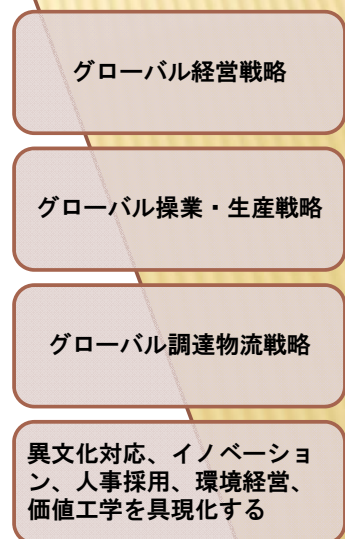 グローバル経営戦略
グローバル操業・生産戦略
グローバル調達物流戦略
異文化対応、イノベーショ
ン、人事採用、環境経営、
価値工学を具現化する